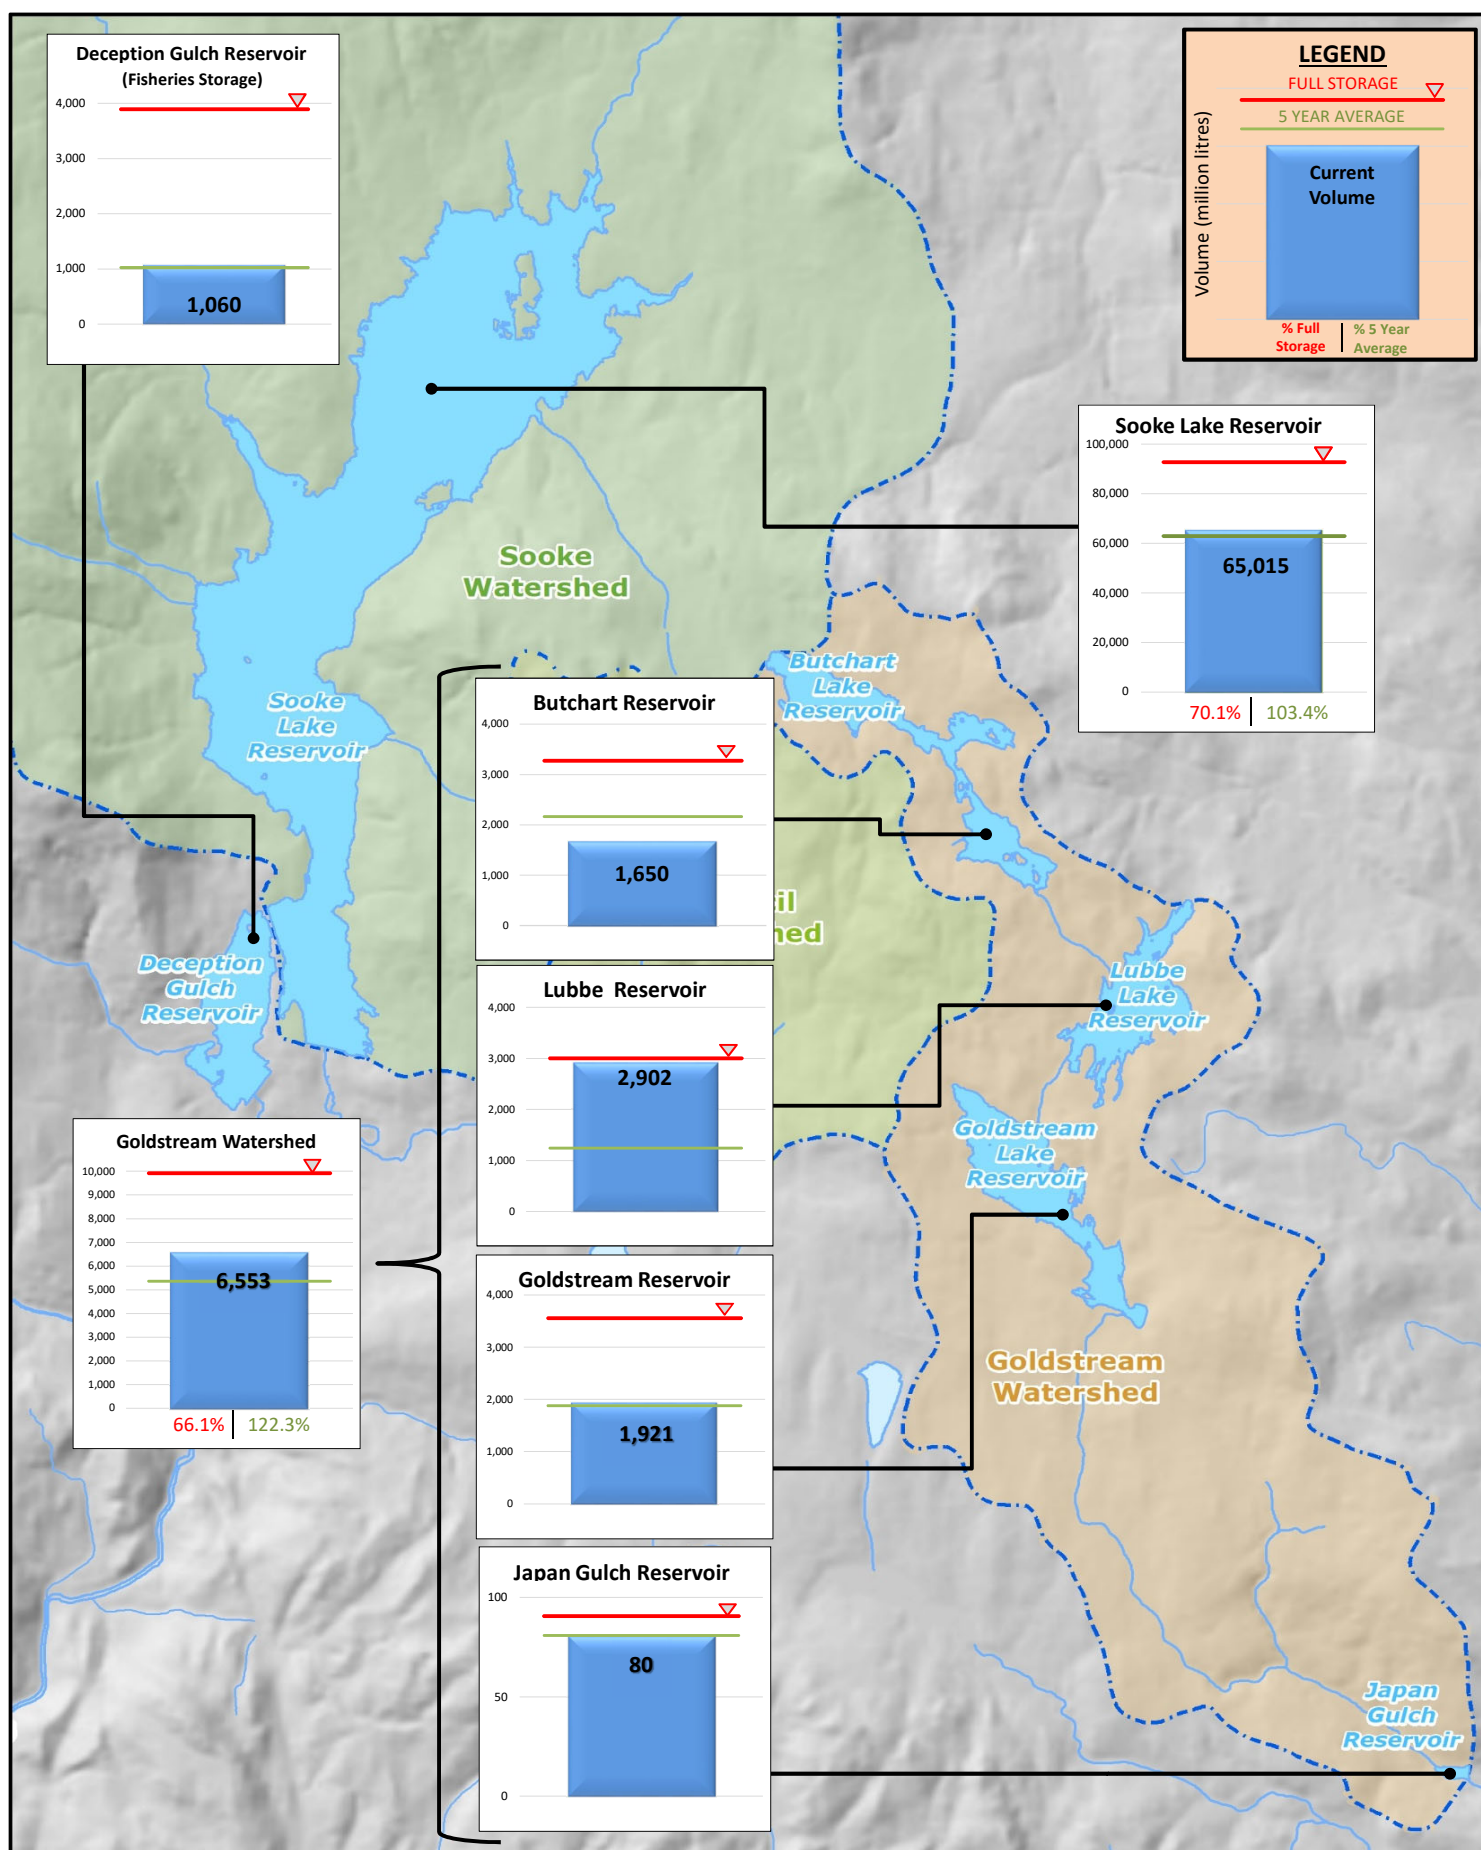 Deception Gulch Reservoir
(Fisheries Storage)
4,000
3,000
2,000
1,000
0
1,060
LEGEND
FULL STORAGE
5 YEAR AVERAGE
Volume (million litres)
Current
Volume
% Full
Storage
% 5 Year
Average
Sooke Lake Reservoir
100,000
80,000
60,000
40,000
20,000
0
65,015
70.1% 103.4%
Sooke
Watershed
Sooke
Lake
Reservoir
Butchart
Lake
Reservoir
Butchart Reservoir
4,000
3,000
2,000
1,000
0
1,650
il
hed
Deception
Gulch
Reservoir
Lubbe Reservoir
4,000
3,000
2,000
1,000
0
2,902
Lubbe
Lake
Reservoir
Goldstream
Lake
Reservoir
Goldstream Watershed
10,000
9,000
8,000
7,000
6,000
5,000
4,000
3,000
2,000
1,000
0
6,553
66.1% 122.3%
Goldstream Reservoir
4,000
3,000
2,000
1,000
0
1,921
Goldstream
Watershed
Japan Gulch Reservoir
100
50
0
80
Japan
Gulch
Reservoir